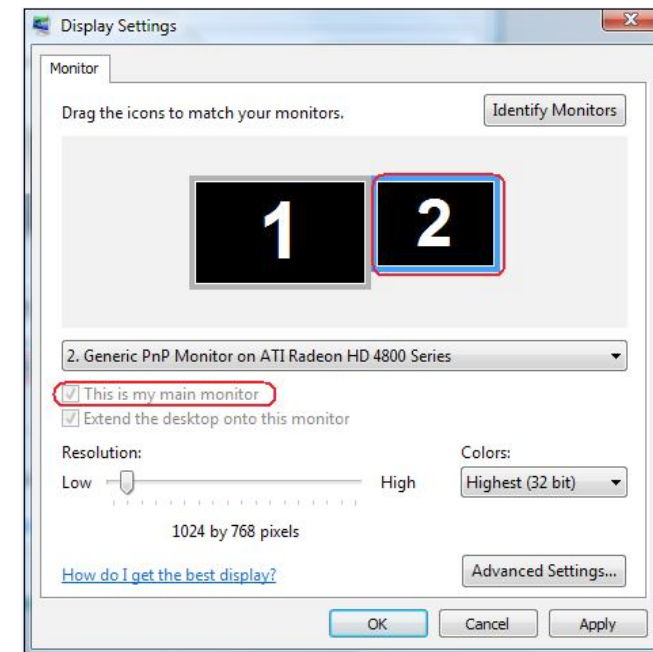 Display Settings
Monitor
Drag the icons to match your monitors.
Identify Monitors
1
2
2. Generic PnP Monitor on ATI Radeon HD 4800 Series
This is my main monitor
Extend the desktop onto this monitor
Resolution:
Colors:
Low
High
Highest (32 bit)
1024 by 768 pixels
How do I get the best display?
Advanced Settings...
OK
Cancel
Apply